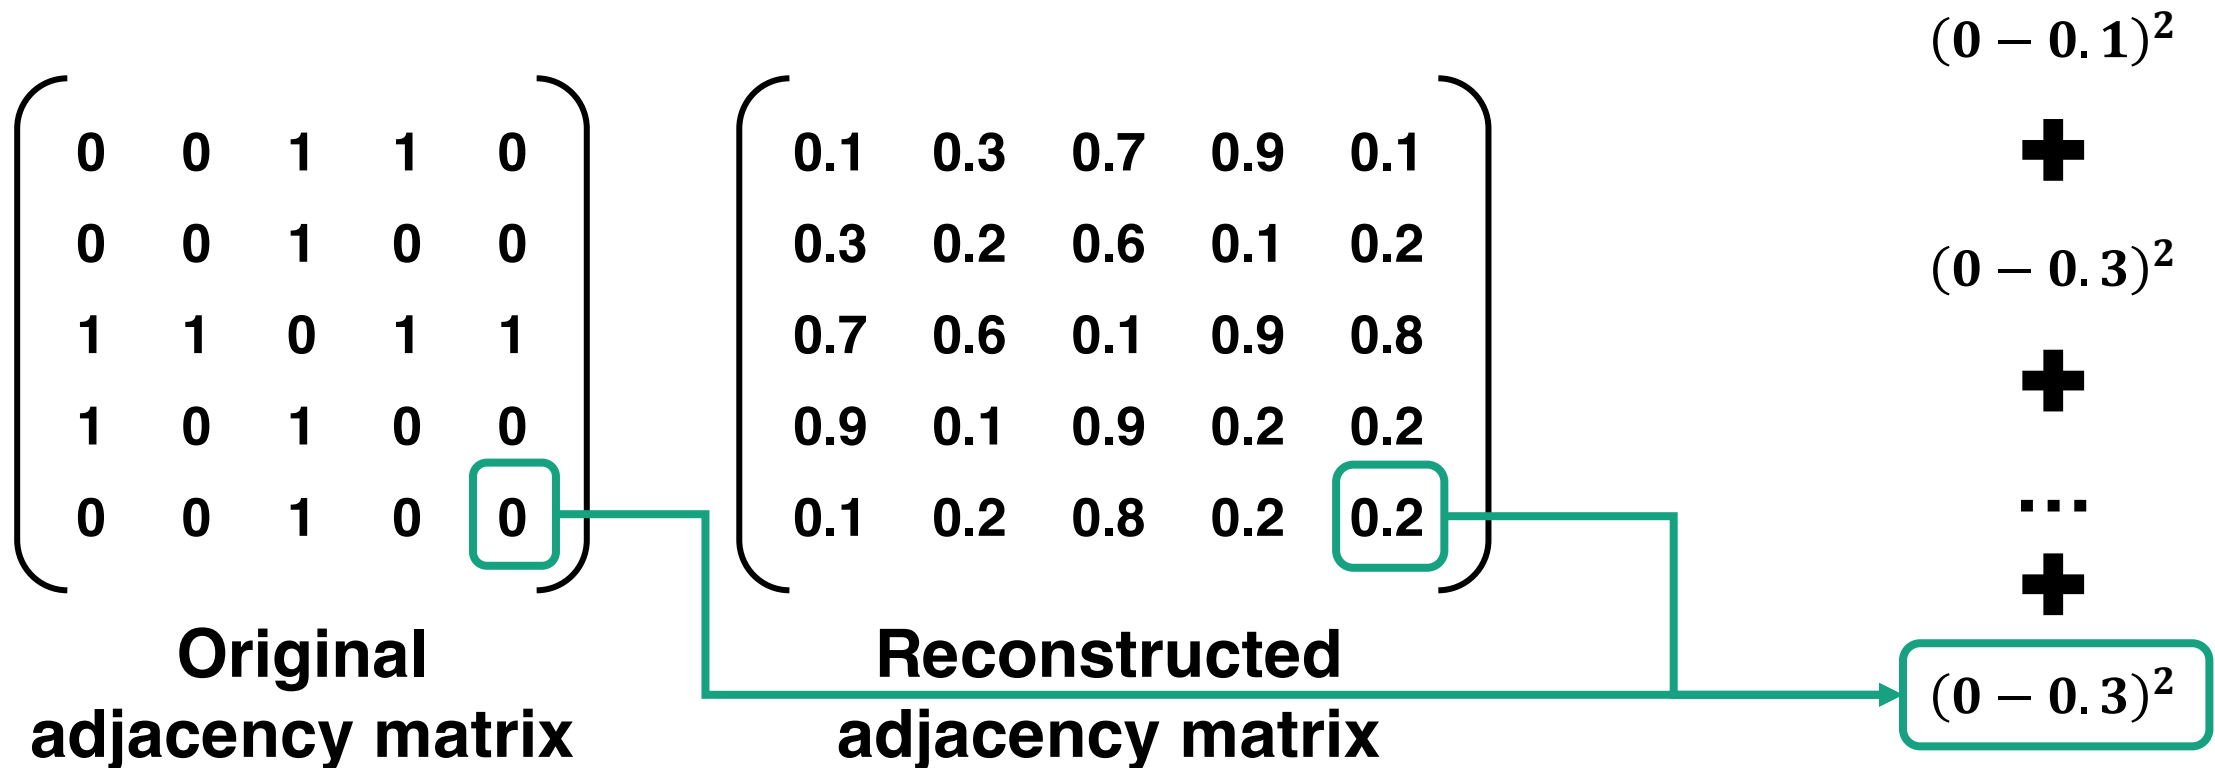 0 0 1 1 0
0 0 1 0 0
1 1 0 1 1
1 0 1 0 0
0 0 1 0 0
Original
adjacency matrix
0.1 0.3 0.7 0.9 0.1
0.3 0.2 0.6 0.1 0.2
0.7 0.6 0.1 0.9 0.8
0.9 0.1 0.9 0.2 0.2
0.1 0.2 0.8 0.2 0.2
Reconstructed
adjacency matrix
(0 − 0.1)²
+
(0 − 0.3)²
+
...
+
(0 − 0.3)²